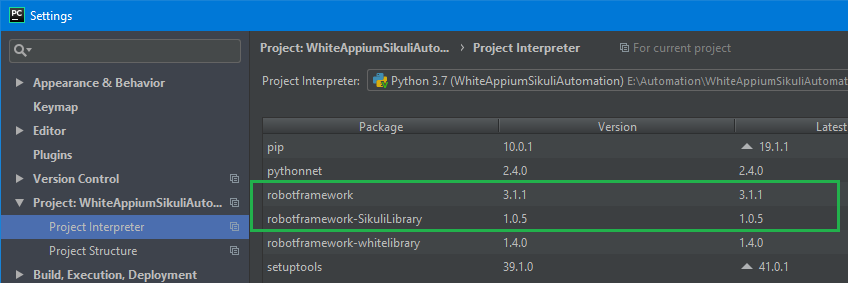 PC Settings
Project: WhiteAppiumSikuliAuto... › Project Interpreter For current project
Appearance & Behavior
Keymap
Editor
Plugins
Version Control
Project: WhiteAppiumSikuliAuto...
Project Interpreter
Project Structure
Build, Execution, Deployment
Project Interpreter: Python 3.7 (WhiteAppiumSikuliAutomation) E:\Automation\WhiteAppiumSikuliAutomat
Package Version Latest
pip 10.0.1 19.1.1
pythonnet 2.4.0 2.4.0
robotframework 3.1.1 3.1.1
robotframework-SikuliLibrary 1.0.5 1.0.5
robotframework-whitelibrary 1.4.0 1.4.0
setuptools 39.1.0 41.0.1